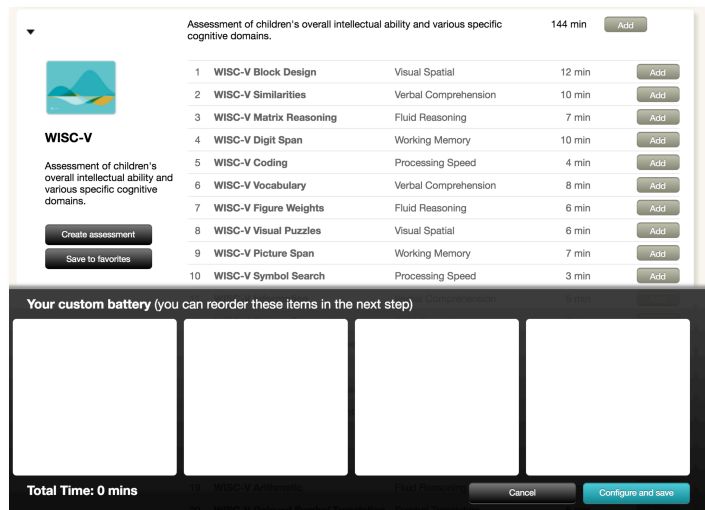 Assessment of children's overall intellectual ability and various specific 144 min Add
cognitive domains.
1 WISC-V Block Design Visual Spatial 12 min Add
2 WISC-V Similarities Verbal Comprehension 10 min Add
3 WISC-V Matrix Reasoning Fluid Reasoning 7 min Add
4 WISC-V Digit Span Working Memory 10 min Add
5 WISC-V Coding Processing Speed 4 min Add
6 WISC-V Vocabulary Verbal Comprehension 8 min Add
7 WISC-V Figure Weights Fluid Reasoning 6 min Add
8 WISC-V Visual Puzzles Visual Spatial 6 min Add
9 WISC-V Picture Span Working Memory 7 min Add
10 WISC-V Symbol Search Processing Speed 3 min Add
WISC-V
Assessment of children's
overall intellectual ability and
various specific cognitive
domains.
Create assessment
Save to favorites
Your custom battery (you can reorder these items in the next step)
19 WISC-V Arithmetic Fluid Reasoning
Total Time: 0 mins Cancel Configure and save